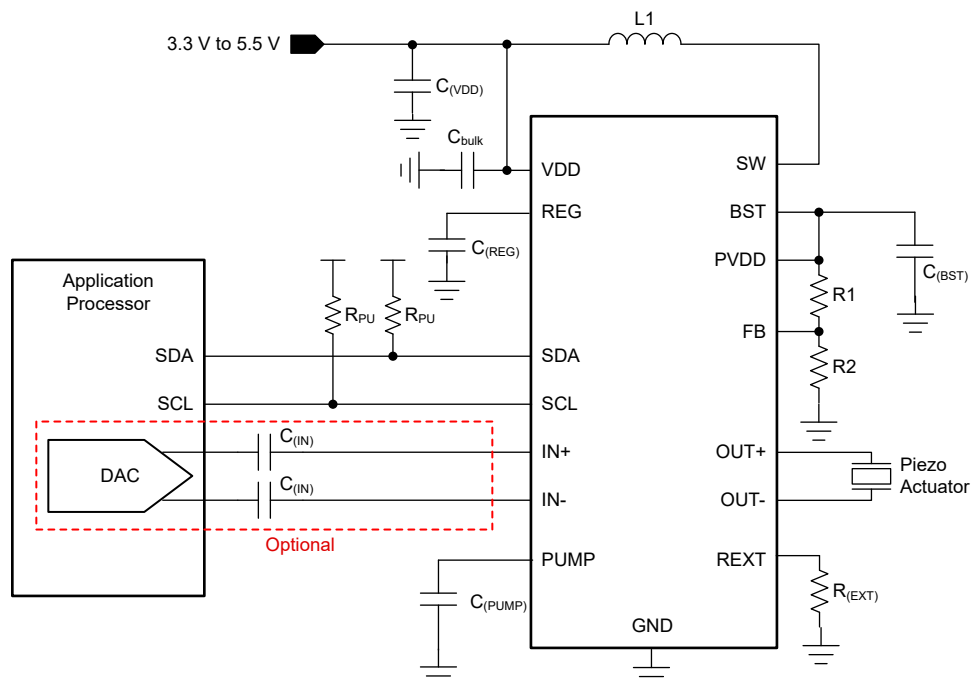 L1
3.3 V to 5.5 V
C(VDD)
Cbulk
VDD
SW
REG
BST
C(REG)
PVDD
C(BST)
Application
Processor
R1
RPU
RPU
FB
SDA
SDA
R2
SCL
SCL
C(IN)
DAC
IN+
OUT+
C(IN)
Piezo
Actuator
IN-
OUT-
Optional
PUMP
REXT
C(PUMP)
R(EXT)
GND